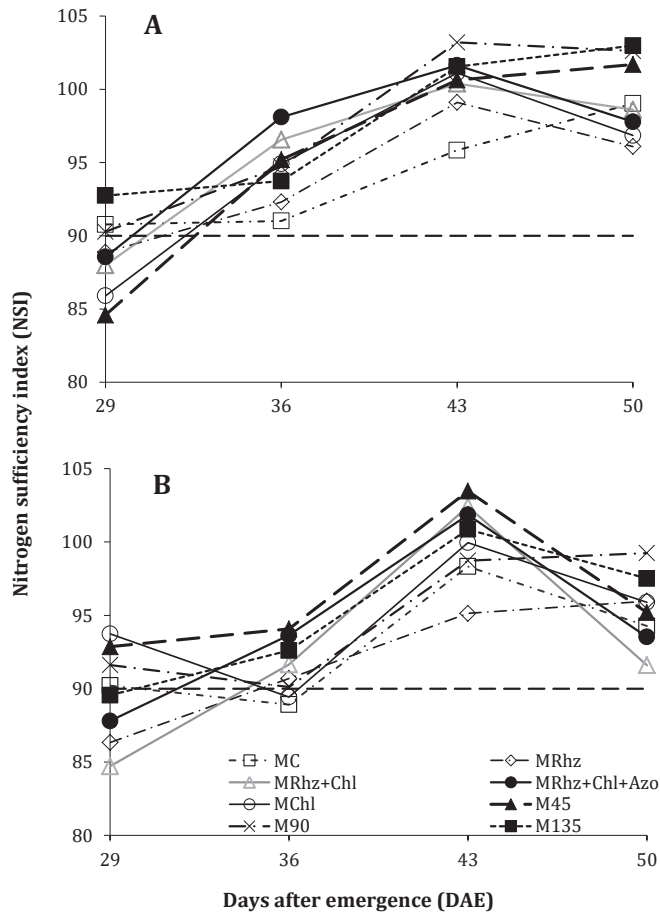 A
Nitrogen sufficiency index (NSI)
105
100
95
90
85
80
29 36 43 50
B
105
100
95
90
85
80
MC MRhz
MRhz+Chl MRhz+Chl+Azo
MChl M45
M90 M135
29 36 43 50
Days after emergence (DAE)